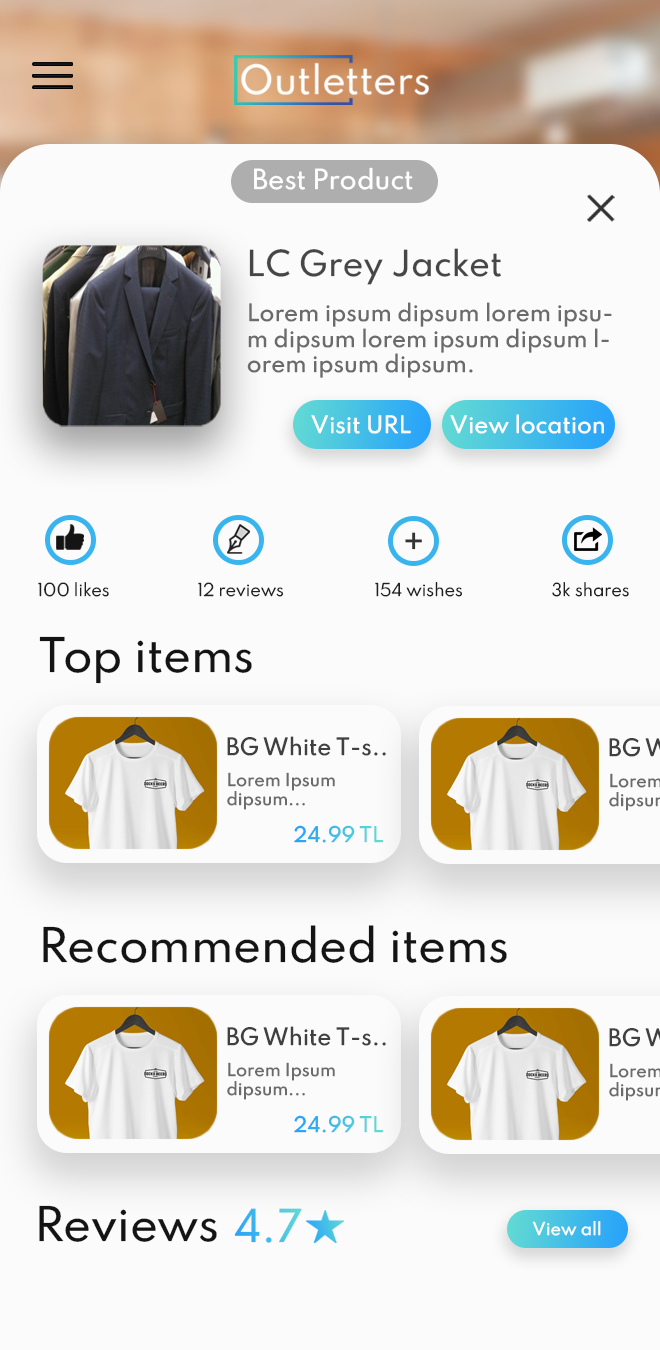 Outletters
Best Product
LC Grey Jacket
Lorem ipsum dipsum lorem ipsu-
m dipsum lorem ipsum dipsum l-
orem ipsum dipsum.
Visit URL
View location
100 likes
12 reviews
154 wishes
3k shares
Top items
BG White T-s..
Lorem Ipsum
dipsum...
24.99 TL
BG W
Lorem
dipsu
Recommended items
BG White T-s..
Lorem Ipsum
dipsum...
24.99 TL
BG W
Lorem
dipsu
Reviews 4.7★
View all